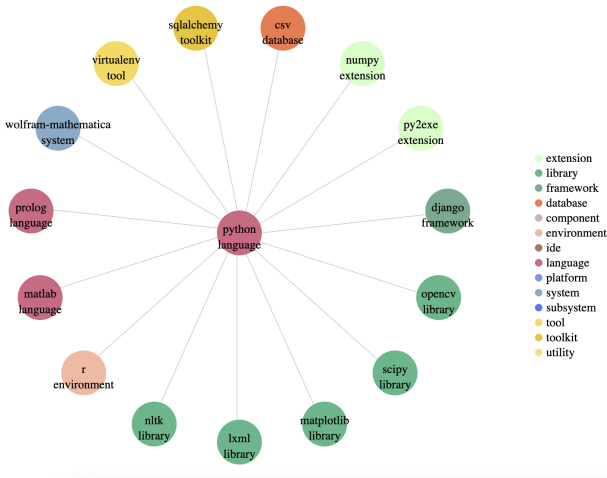 sqlalchemy
toolkit
csv
database
virtualenv
tool
numpy
extension
wolfram-mathematica
system
py2exe
extension
prolog
language
django
framework
python
language
matlab
language
opencv
library
r
environment
scipy
library
nltk
library
matplotlib
library
lxml
library
extension
library
framework
database
component
environment
ide
language
platform
system
subsystem
tool
toolkit
utility